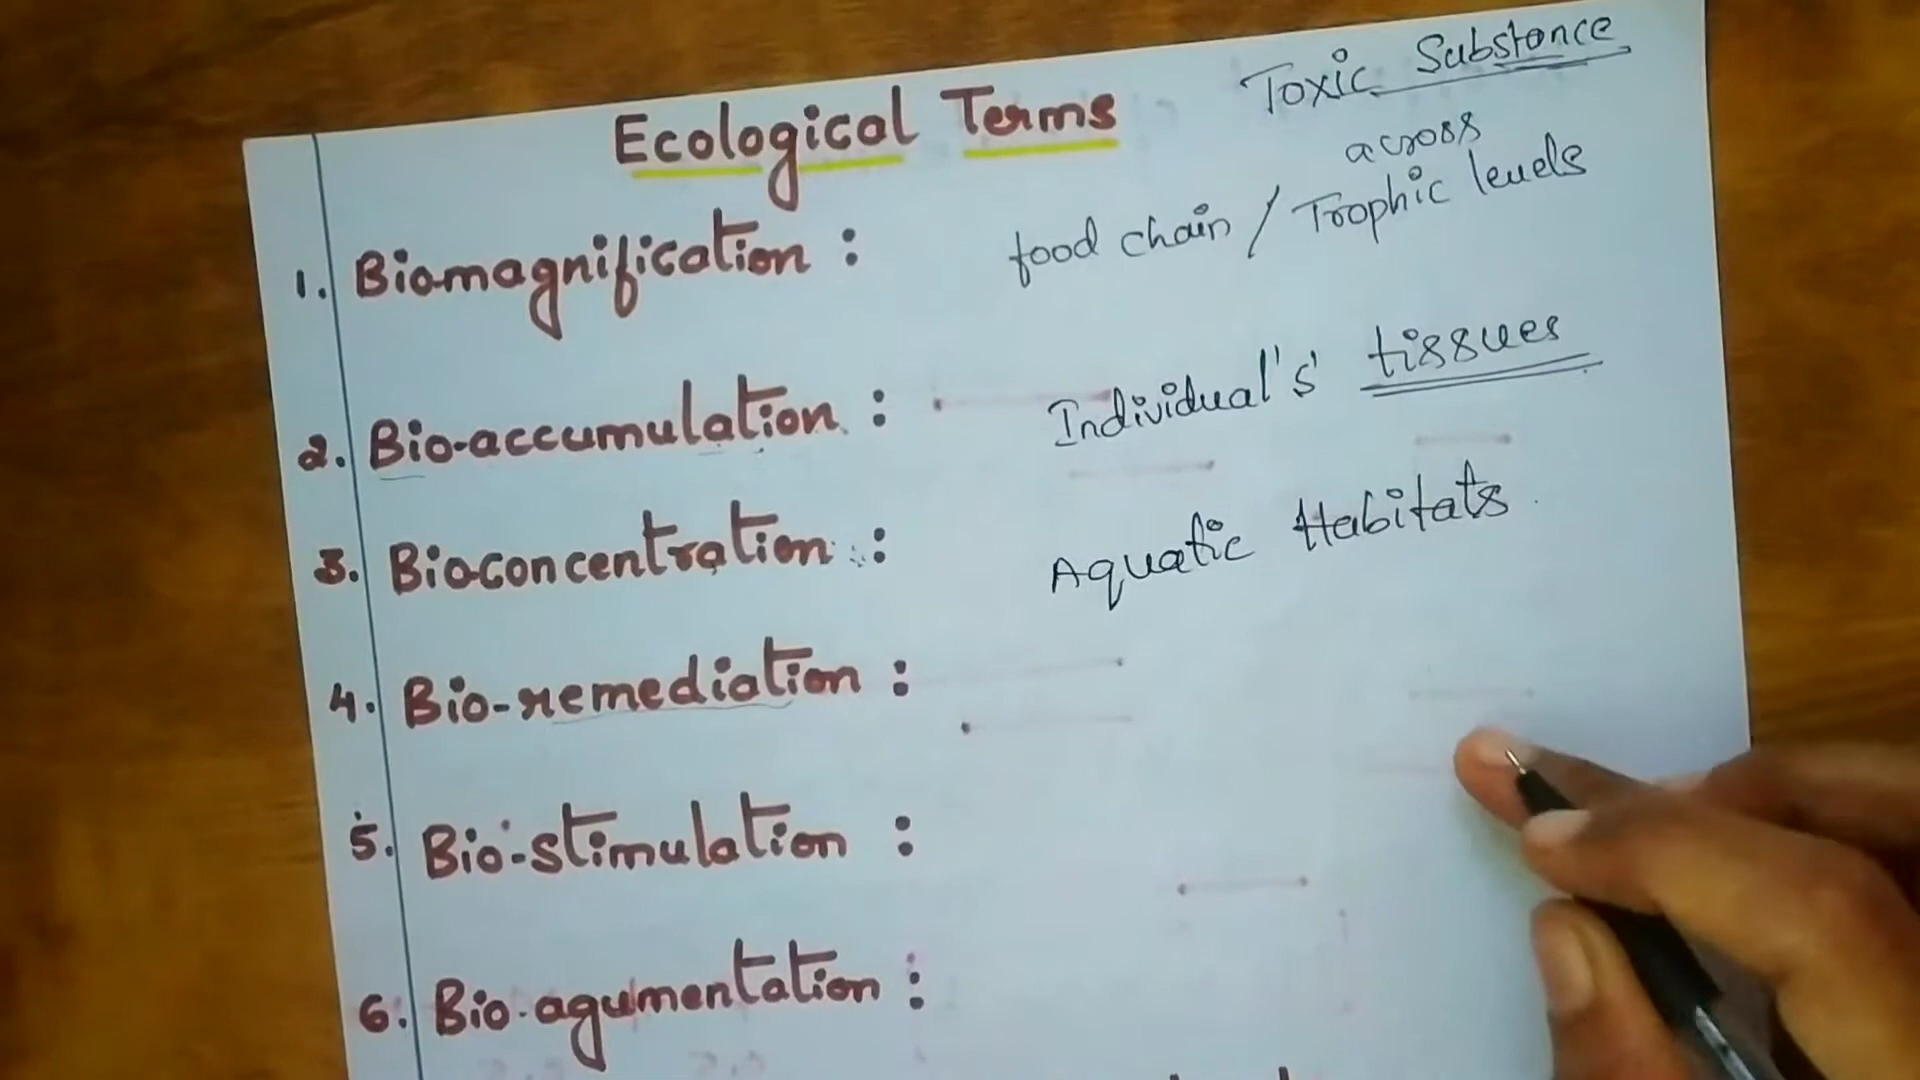 Ecological Terms
Toxic Substance
across
1. Biomagnification : food chain / Trophic levels
2. Bio-accumulation : Individual's' tissues
3. Bioconcentration : Aquatic Habitats
4. Bio-remediation :
5. Bio-stimulation :
6. Bio-agumentation :